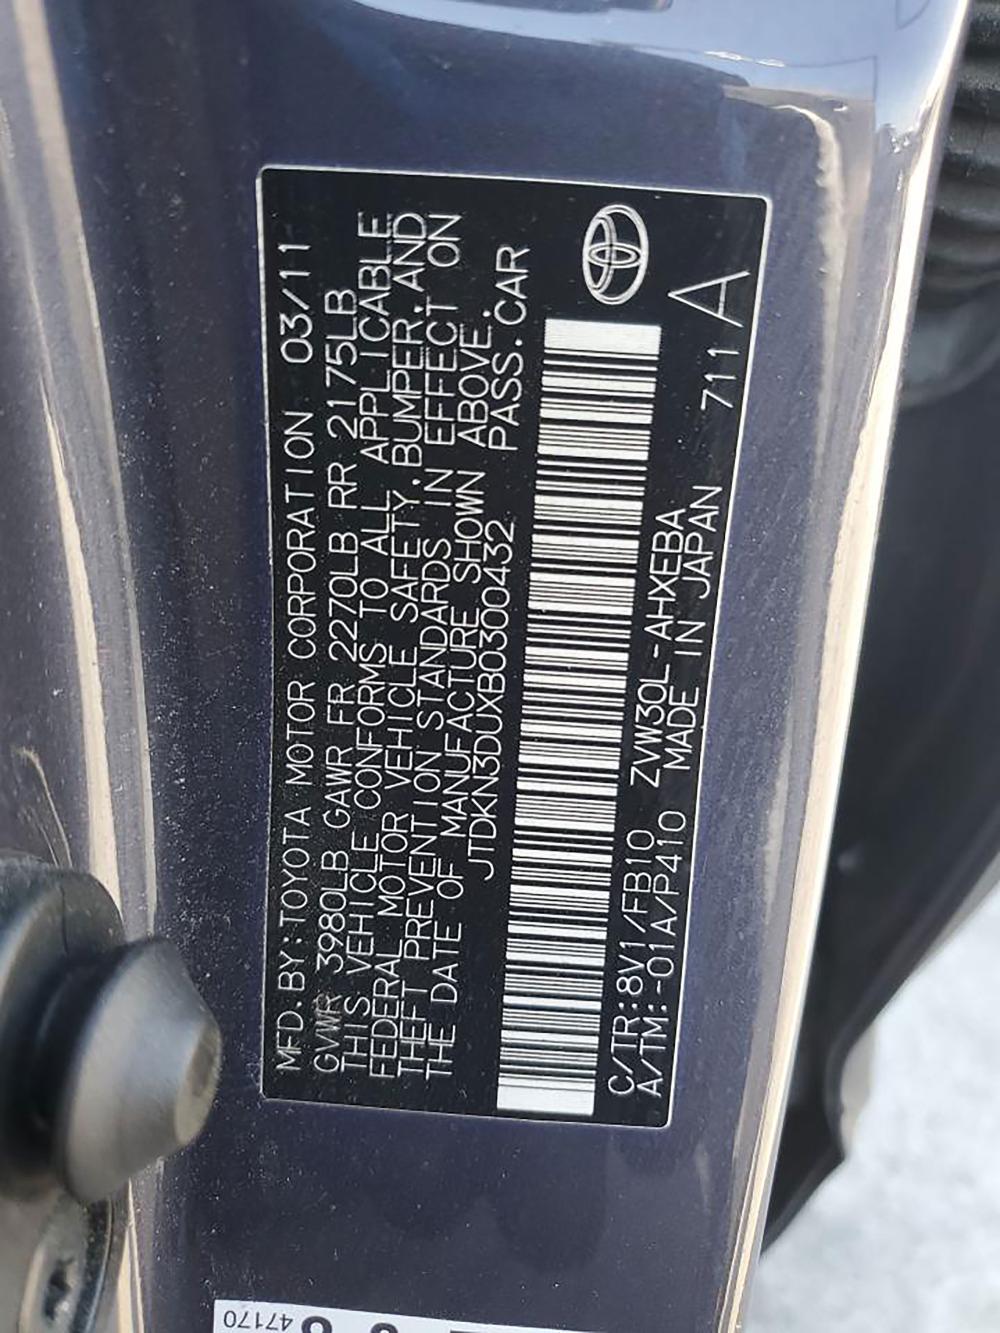 MFD.BY:TOYOTA MOTOR CORPORATION 03/11
GVWR 3980LB GAWR FR 2270LB RR 2175LB
THIS VEHICLE CONFORMS TO ALL APPLICABLE
FEDERAL MOTOR VEHICLE SAFETY,BUMPER,AND
THEFT PREVENTION STANDARDS IN EFFECT ON
THE DATE OF MANUFACTURE SHOWN ABOVE.
JTDKN3DUXB0300432 PASS.CAR
C/TR:8V1/FB10 ZVW30L-AHXEBA
A/TM:-01A/P410 MADE IN JAPAN 711 A
47170